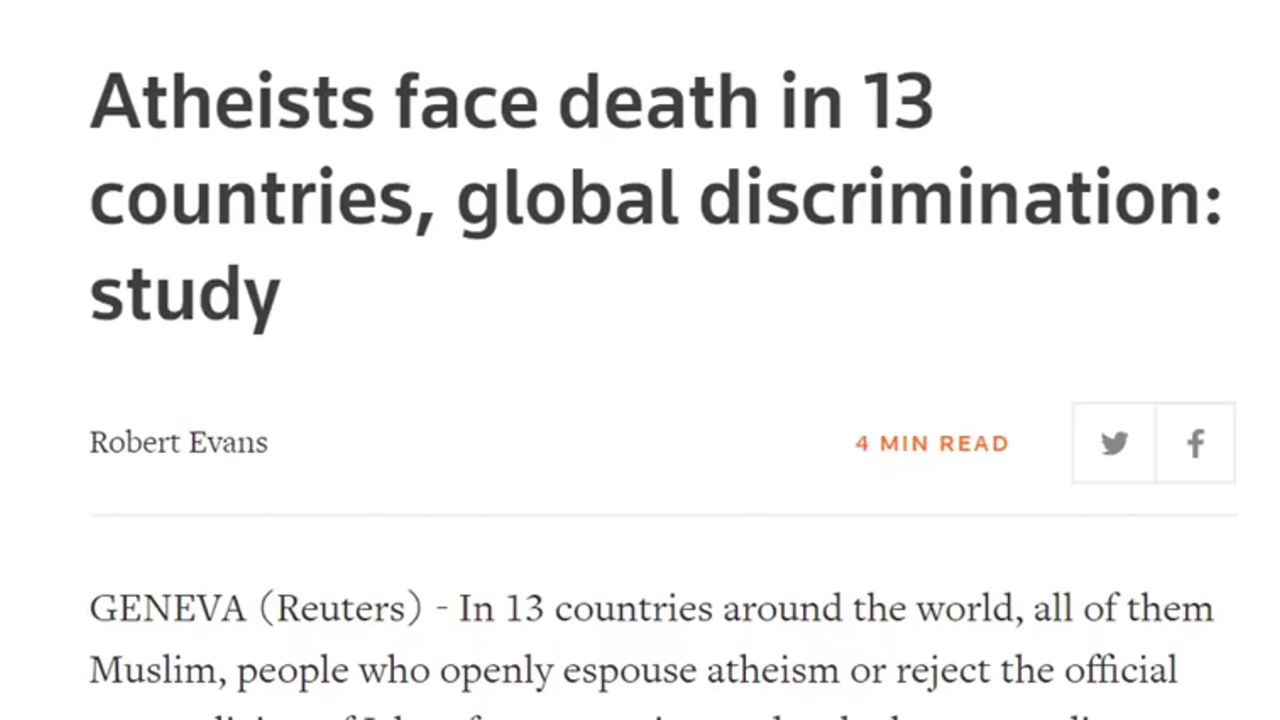 Atheists face death in 13
countries, global discrimination:
study
Robert Evans
4 MIN READ
GENEVA (Reuters) - In 13 countries around the world, all of them
Muslim, people who openly espouse atheism or reject the official